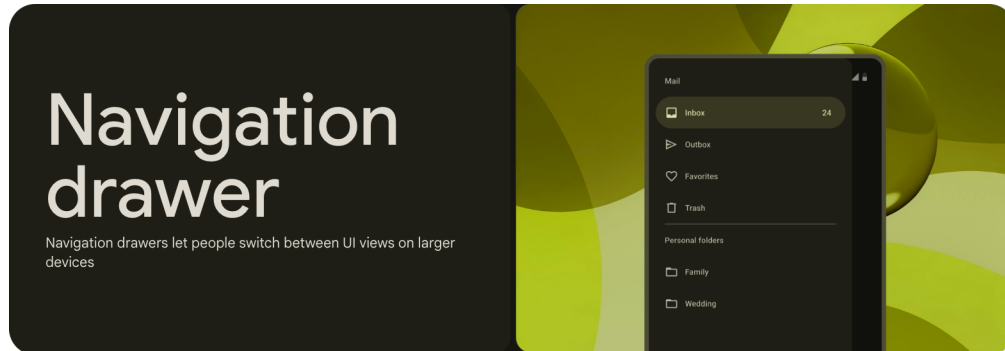 Navigation
drawer
Navigation drawers let people switch between UI views on larger
devices
Mail
Inbox 24
Outbox
Favorites
Trash
Personal folders
Family
Wedding